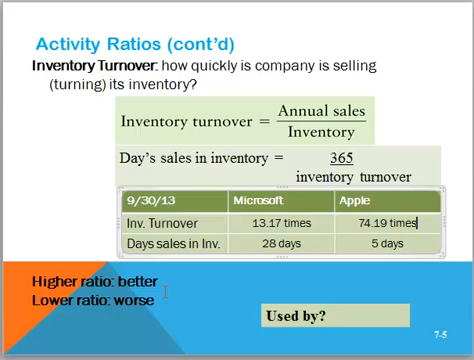 Activity Ratios (cont'd)
Inventory Turnover: how quickly is company is selling
(turning) its inventory?
Inventory turnover = Annual sales
Inventory
Day's sales in inventory = 365
inventory turnover
9/30/13 Microsoft Apple
Inv. Turnover 13.17 times 74.19 times
Days sales in Inv. 28 days 5 days
Higher ratio: better
Lower ratio: worse
Used by?
7-5